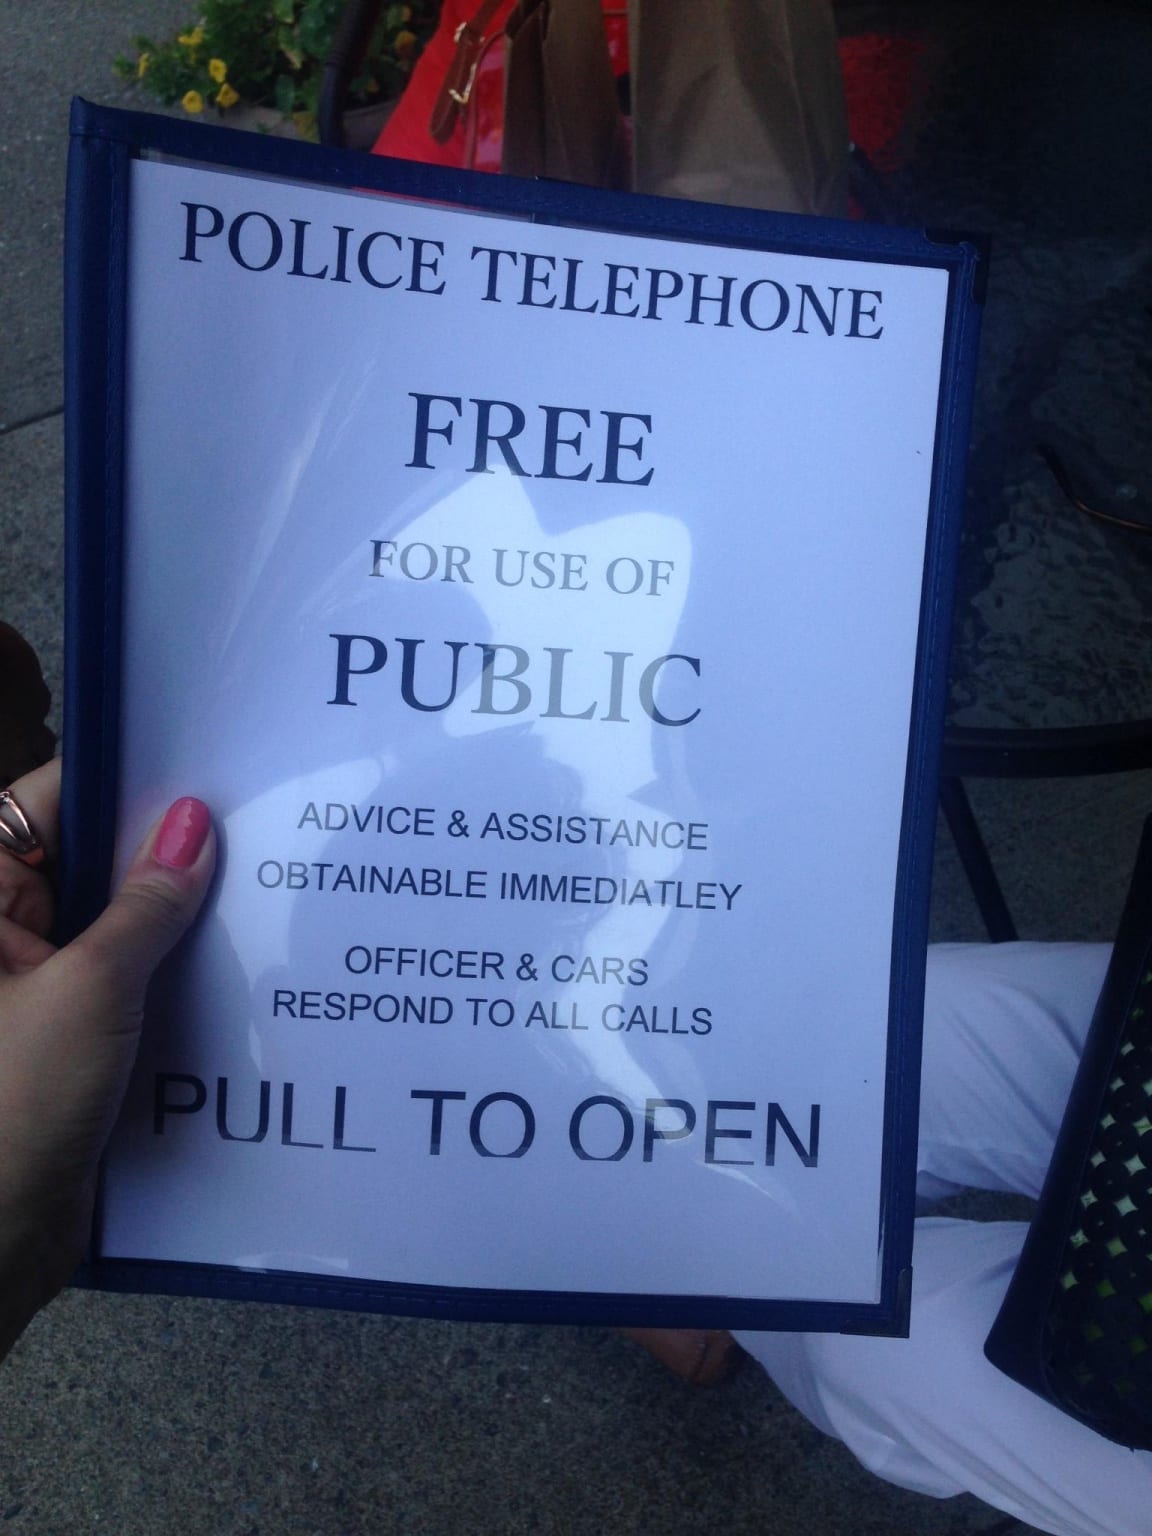 POLICE TELEPHONE
FREE
FOR USE OF
PUBLIC
ADVICE & ASSISTANCE
OBTAINABLE IMMEDIATLEY
OFFICER & CARS
RESPOND TO ALL CALLS
PULL TO OPEN